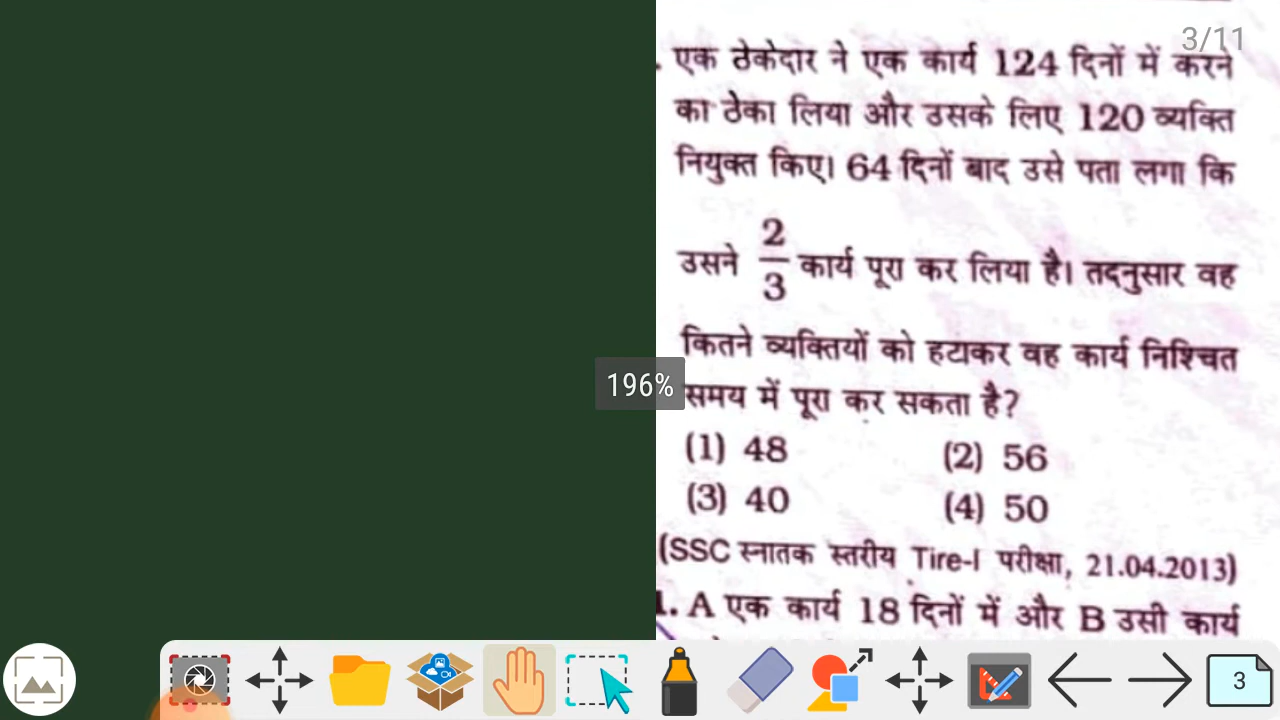 3/11
. एक ठेकेदार ने एक कार्य 124 दिनों में करने
का ठेका लिया और उसके लिए 120 व्यक्ति
नियुक्त किए। 64 दिनों बाद उसे पता लगा कि
उसने 2/3 कार्य पूरा कर लिया है। तदनुसार वह
कितने व्यक्तियों को हटाकर वह कार्य निश्चित
196%
समय में पूरा कर सकता है?
(1) 48 (2) 56
(3) 40 (4) 50
(SSC स्नातक स्तरीय Tire-I परीक्षा, 21.04.2013)
1. A एक कार्य 18 दिनों में और B उसी कार्य
3